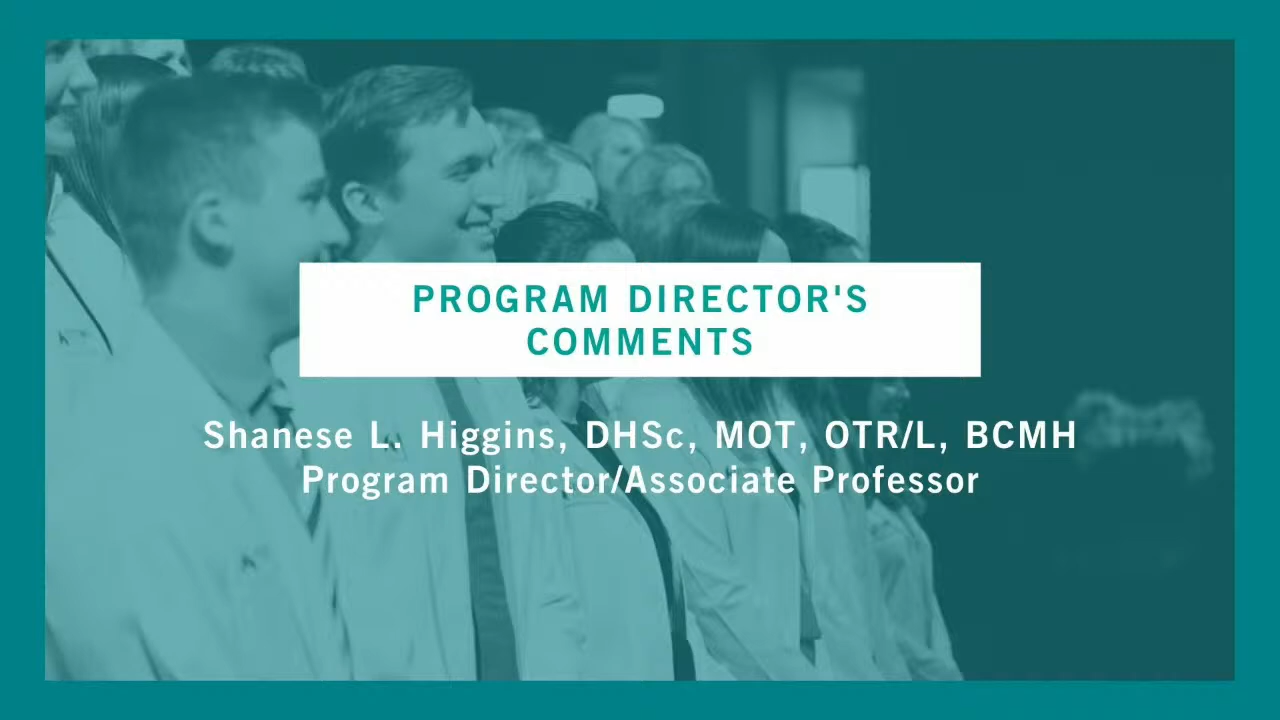 PROGRAM DIRECTOR'S
COMMENTS
Shanese L. Higgins, DHSc, MOT, OTR/L, BCMH
Program Director/Associate Professor